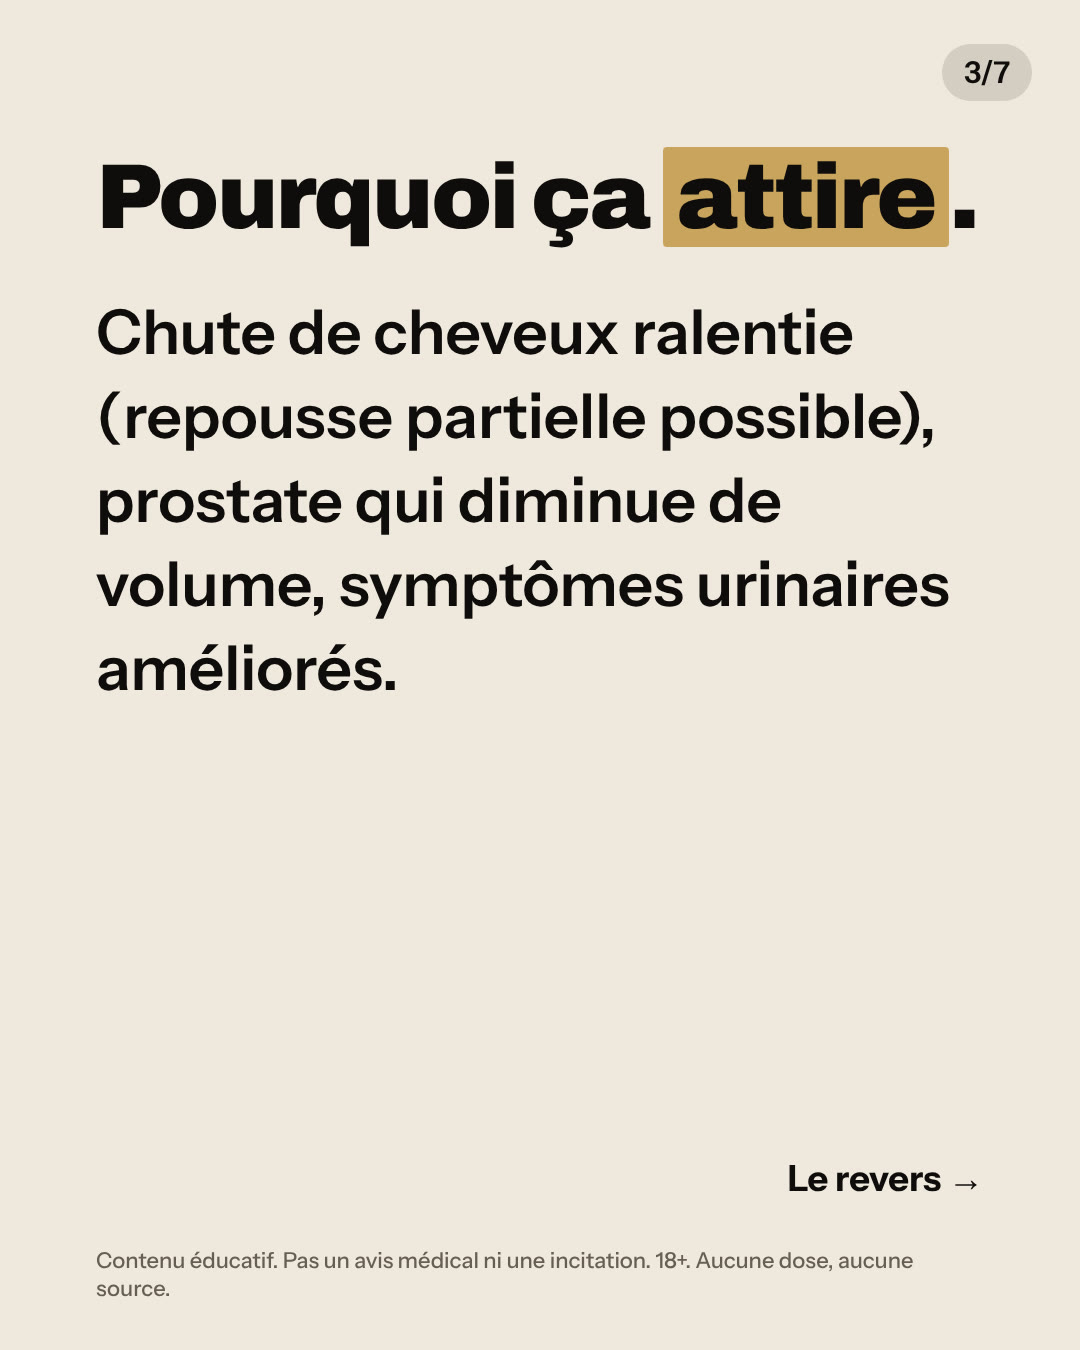 3/7
Pourquoi ça attire.
Chute de cheveux ralentie
(repousse partielle possible),
prostate qui diminue de
volume, symptômes urinaires
améliorés.
Le revers →
Contenu éducatif. Pas un avis médical ni une incitation. 18+. Aucune dose, aucune
source.